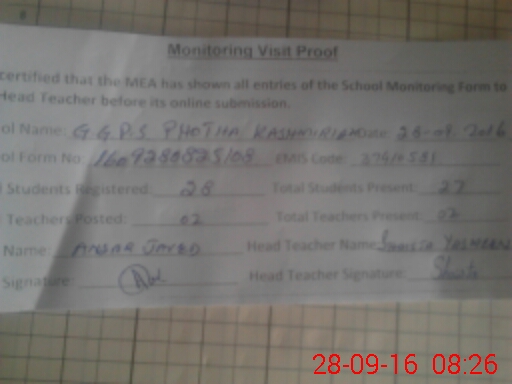 Monitoring Visit Proof
certified that the MEA has shown all entries of the School Monitoring Form to
Head Teacher before its online submission.
ol Name: G.G.P.S PHOTHA KASHMIRIAN Date: 28-09-2016
ol Form No: EMIS Code:
Students Registered: 28 Total Students Present: 27
Teachers Posted: 02 Total Teachers Present: 02
Name: ANSAR JAVED Head Teacher Name:
Signature: Head Teacher Signature:
28-09-16 08:26